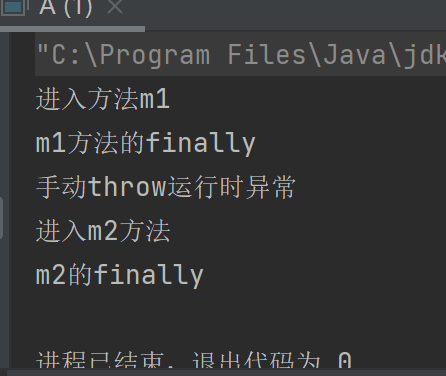 A (1)
"C:\Program Files\Java\jdk
进入方法m1
m1方法的finally
手动throw运行时异常
进入m2方法
m2的finally
进程已结束，退出代码为 0